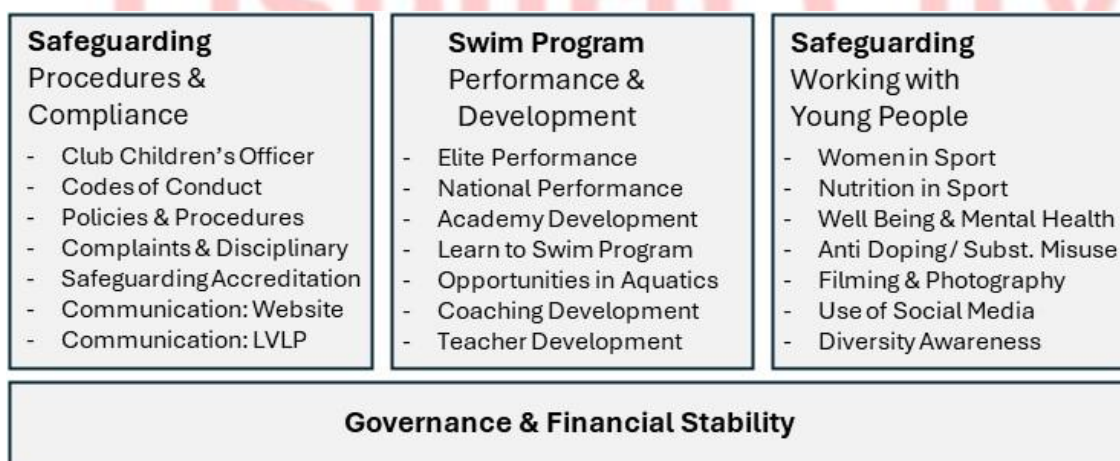 Safeguarding
Procedures &
Compliance
- Club Children's Officer
- Codes of Conduct
- Policies & Procedures
- Complaints & Disciplinary
- Safeguarding Accreditation
- Communication: Website
- Communication: LVLP
Swim Program
Performance &
Development
- Elite Performance
- National Performance
- Academy Development
- Learn to Swim Program
- Opportunities in Aquatics
- Coaching Development
- Teacher Development
Safeguarding
Working with
Young People
- Women in Sport
- Nutrition in Sport
- Well Being & Mental Health
- Anti Doping / Subst. Misuse
- Filming & Photography
- Use of Social Media
- Diversity Awareness
Governance & Financial Stability